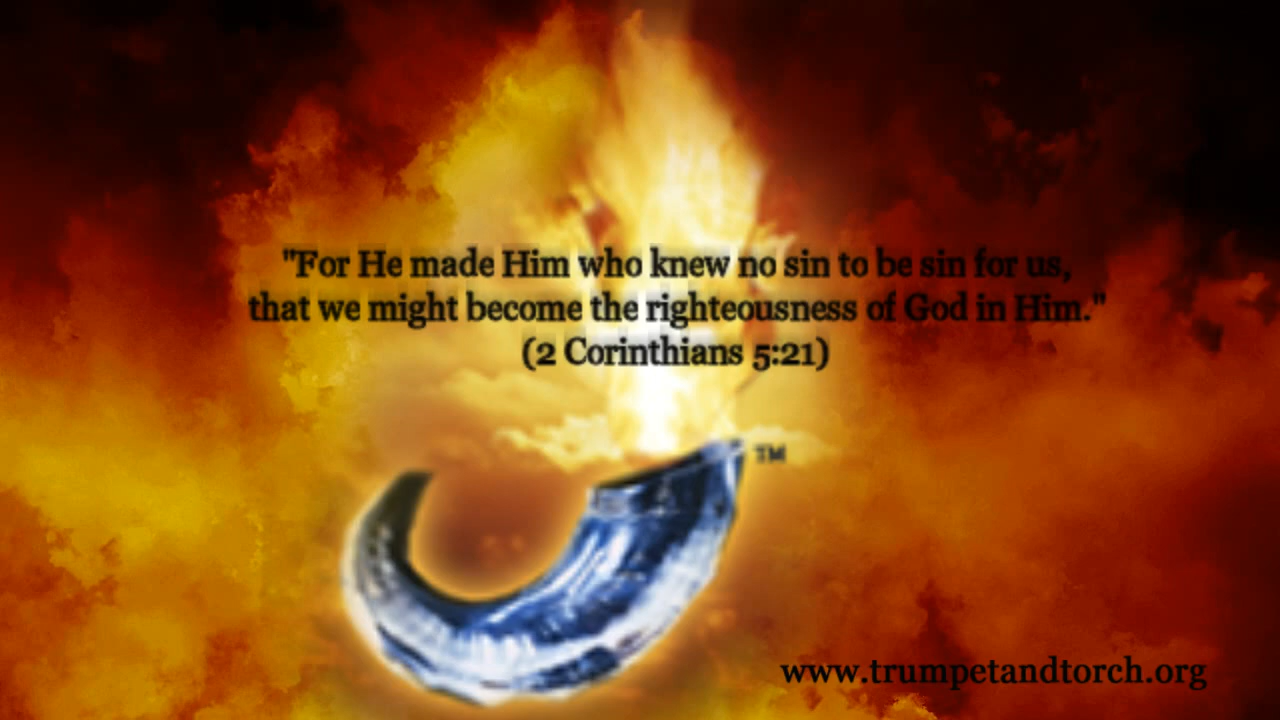 "For He made Him who knew no sin to be sin for us,
that we might become the righteousness of God in Him."
(2 Corinthians 5:21)
TM
www.trumpetandtorch.org